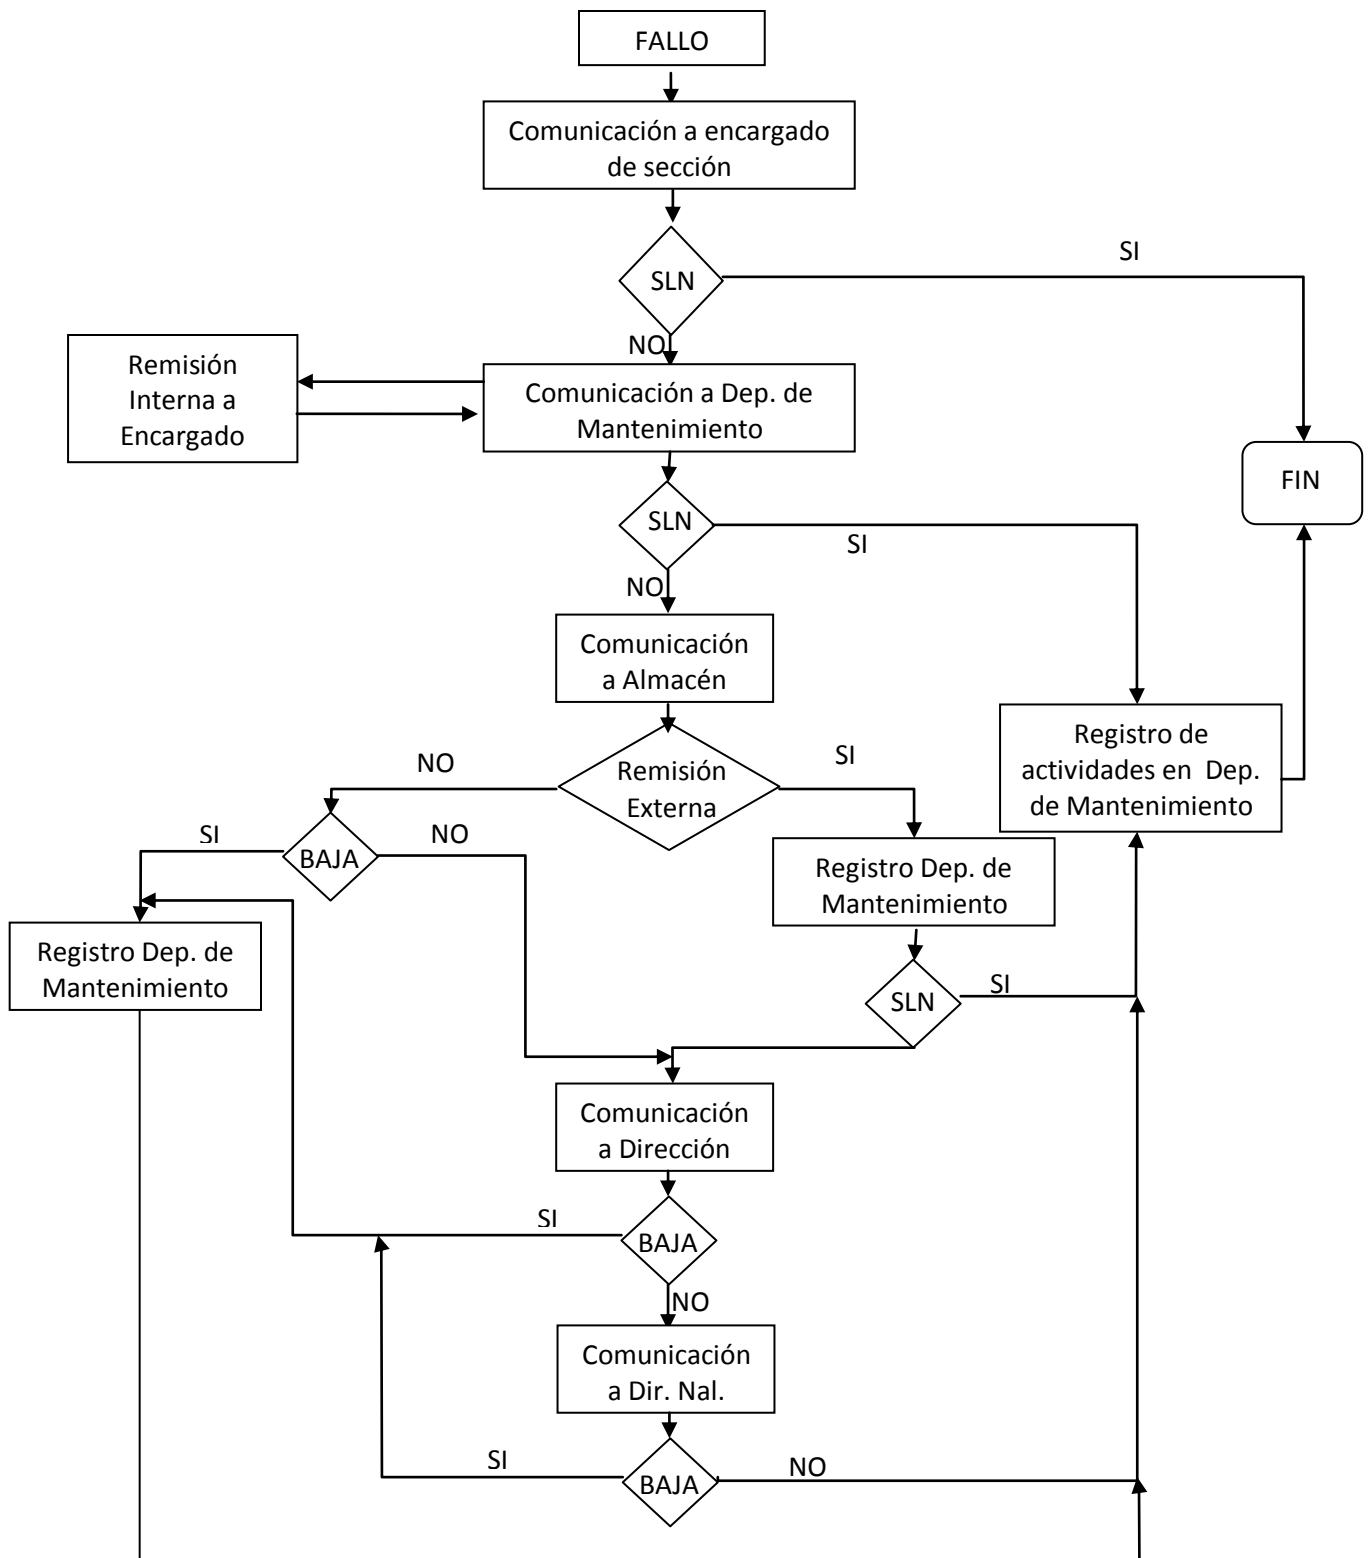 FALLO
Comunicación a encargado
de sección
SLN
SI
NO
Remisión
Interna a
Encargado
Comunicación a Dep. de
Mantenimiento
FIN
SLN
SI
NO
Comunicación
a Almacén
Remisión
Externa
NO
SI
Registro de
actividades en Dep.
de Mantenimiento
SI
BAJA
NO
Registro Dep. de
Mantenimiento
Registro Dep. de
Mantenimiento
SLN
SI
Comunicación
a Dirección
SI
BAJA
NO
Comunicación
a Dir. Nal.
SI
BAJA
NO